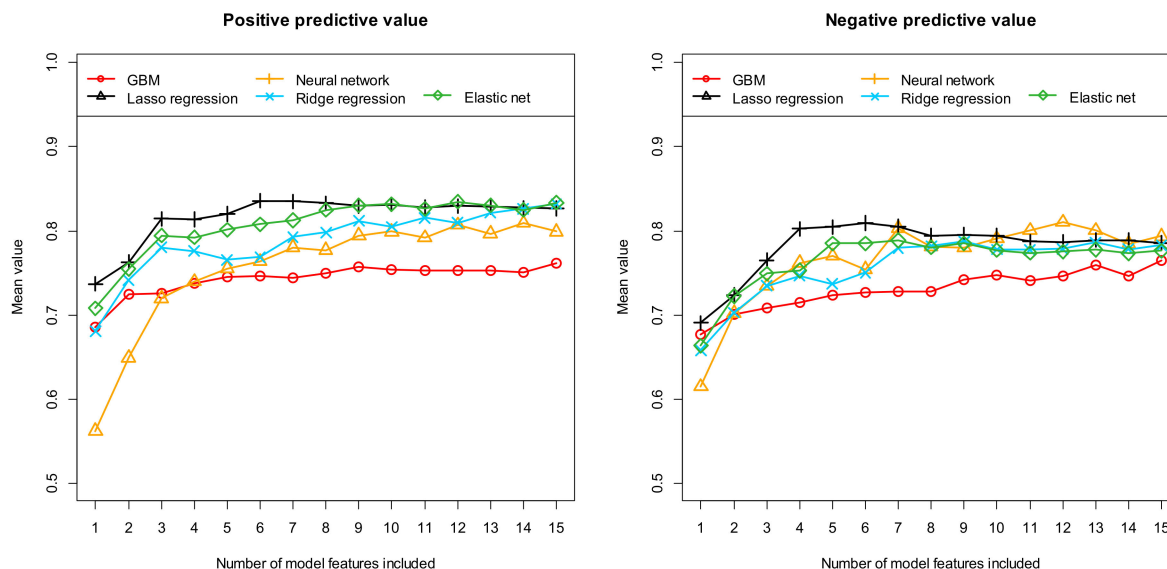 Positive predictive value
GBM
Lasso regression
Neural network
Ridge regression
Elastic net
1.0
0.9
0.8
0.7
0.6
0.5
Mean value
1 2 3 4 5 6 7 8 9 10 11 12 13 14 15
Number of model features included
Negative predictive value
GBM
Lasso regression
Neural network
Ridge regression
Elastic net
1.0
0.9
0.8
0.7
0.6
0.5
Mean value
1 2 3 4 5 6 7 8 9 10 11 12 13 14 15
Number of model features included